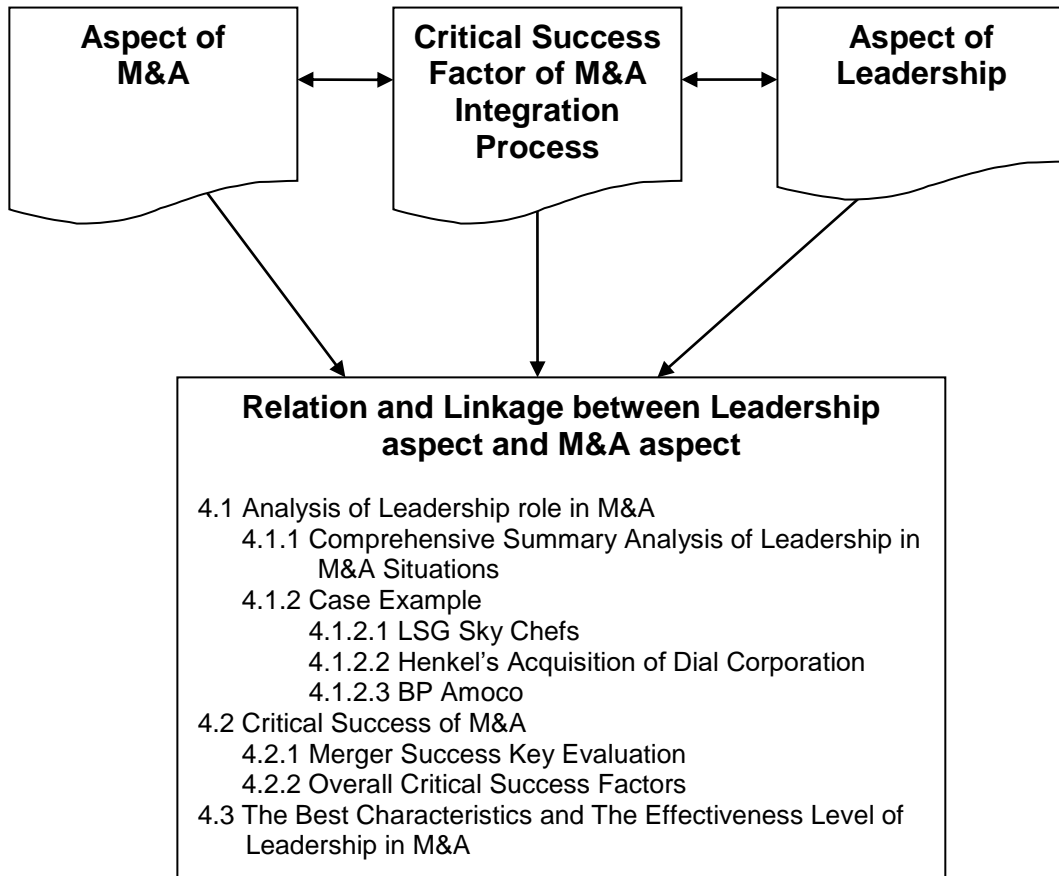 Aspect of
M&A
Critical Success
Factor of M&A
Integration
Process
Aspect of
Leadership
Relation and Linkage between Leadership
aspect and M&A aspect
4.1 Analysis of Leadership role in M&A
4.1.1 Comprehensive Summary Analysis of Leadership in
M&A Situations
4.1.2 Case Example
4.1.2.1 LSG Sky Chefs
4.1.2.2 Henkel’s Acquisition of Dial Corporation
4.1.2.3 BP Amoco
4.2 Critical Success of M&A
4.2.1 Merger Success Key Evaluation
4.2.2 Overall Critical Success Factors
4.3 The Best Characteristics and The Effectiveness Level of
Leadership in M&A